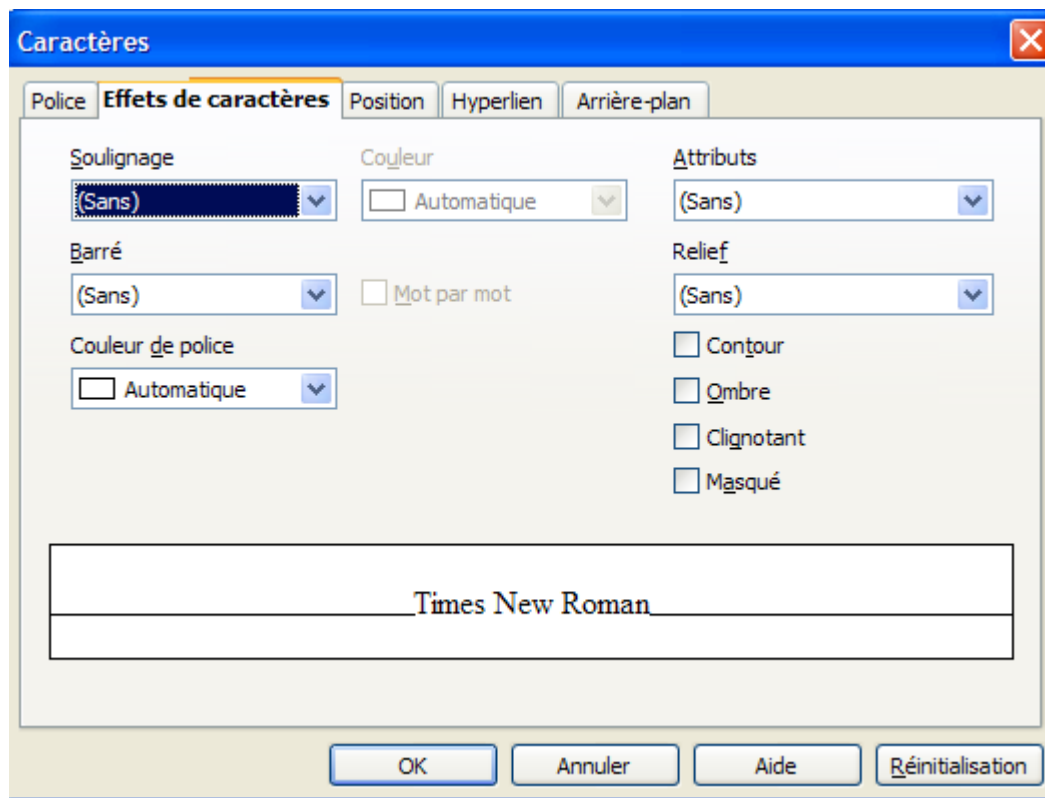 Caractères
Police Effets de caractères Position Hyperlien Arrière-plan
Soulignage Couleur Attributs
(Sans) Automatique (Sans)
Barré Relief
(Sans) Mot par mot (Sans)
Couleur de police Contour
Automatique Ombre
Clignotant
Masqué
Times New Roman
OK Annuler Aide Réinitialisation